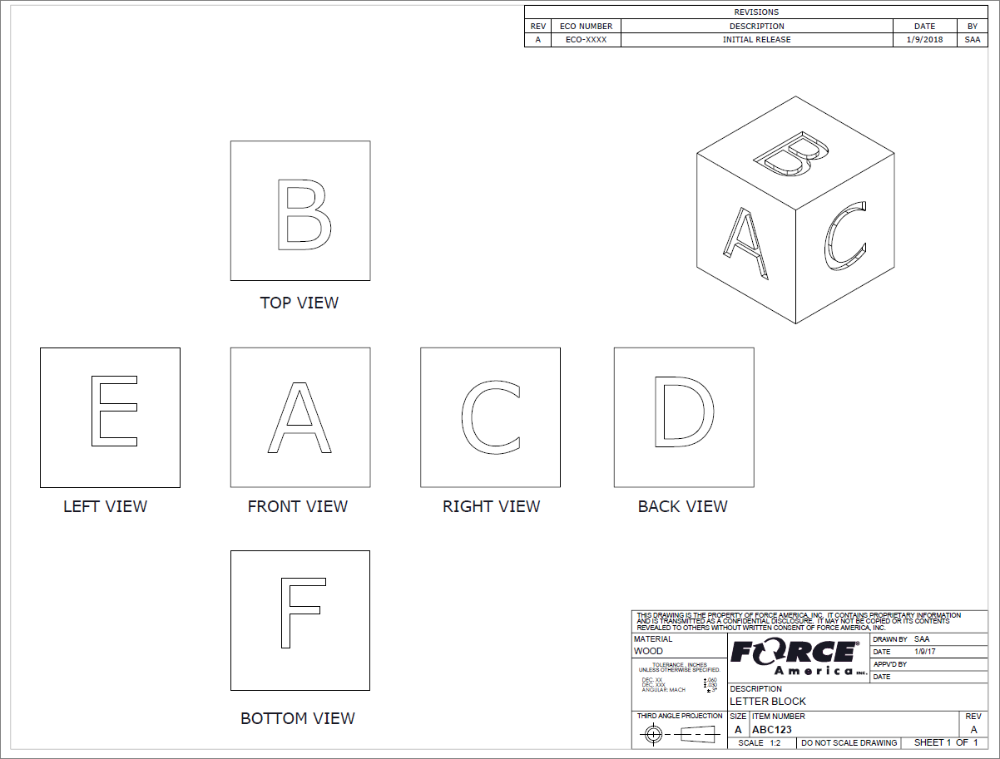 REVISIONS
REV ECO NUMBER DESCRIPTION DATE BY
A ECO-XXXX INITIAL RELEASE 1/9/2018 SAA
B
B
A
C
TOP VIEW
E
A
C
D
LEFT VIEW
FRONT VIEW
RIGHT VIEW
BACK VIEW
F
BOTTOM VIEW
THIS DRAWING IS THE PROPERTY OF FORCE AMERICA, INC. IT CONTAINS PROPRIETARY INFORMATION
AND IS TRANSMITTED AS A CONFIDENTIAL DISCLOSURE. IT MAY NOT BE COPIED OR ITS CONTENTS
REVEALED TO OTHERS WITHOUT WRITTEN CONSENT OF FORCE AMERICA, INC.
MATERIAL
WOOD
TOLERANCE, INCHES
UNLESS OTHERWISE SPECIFIED.
DEC. XX ±.060
DEC. XXX ±.030
ANGULAR: MACH ±3°
THIRD ANGLE PROJECTION
FORCE®
America INC.
DRAWN BY SAA
DATE 1/9/17
APPV'D BY
DATE
DESCRIPTION
LETTER BLOCK
SIZE ITEM NUMBER REV
A ABC123 A
SCALE 1:2 DO NOT SCALE DRAWING SHEET 1 OF 1